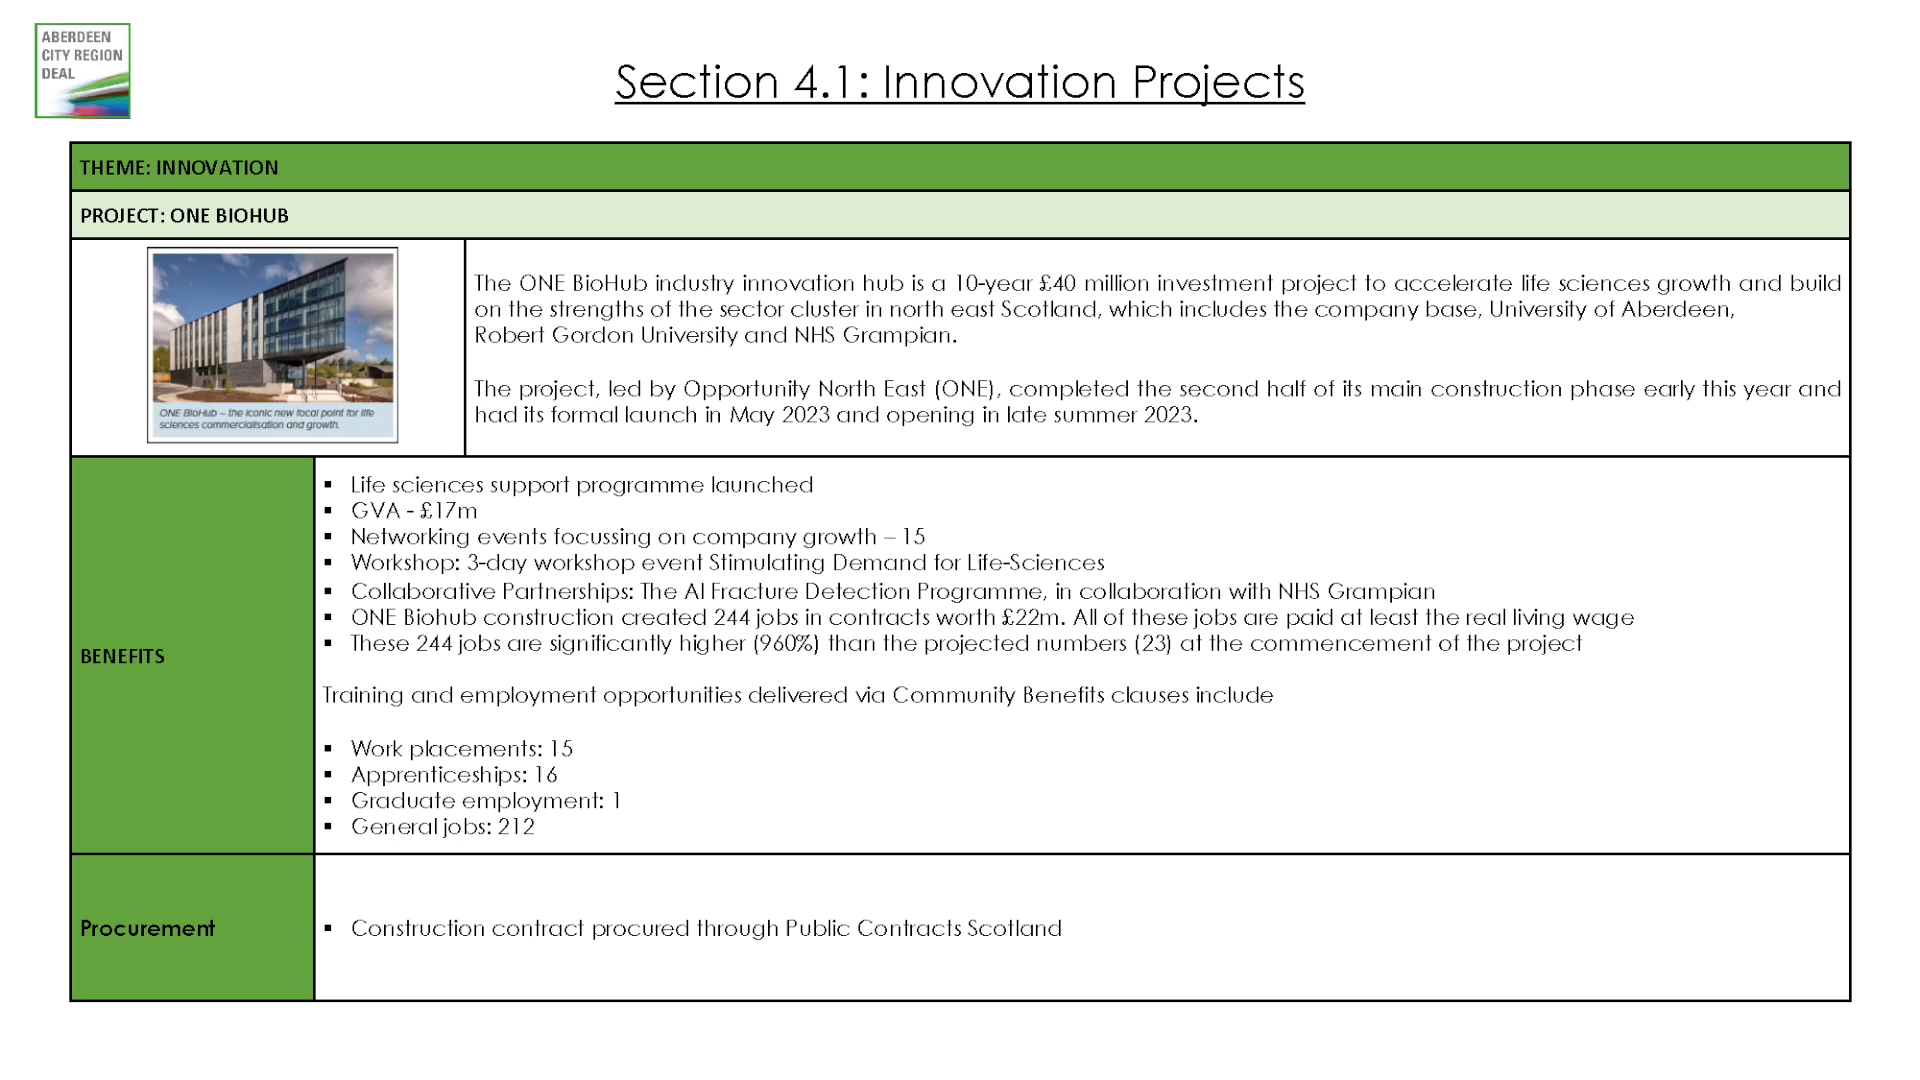 ABERDEEN
CITY REGION
DEAL
Section 4.1: Innovation Projects
THEME: INNOVATION
PROJECT: ONE BIOHUB
ONE BioHub – the iconic new focal point for life
sciences commercialisation and growth.
The ONE BioHub industry innovation hub is a 10-year £40 million investment project to accelerate life sciences growth and build
on the strengths of the sector cluster in north east Scotland, which includes the company base, University of Aberdeen,
Robert Gordon University and NHS Grampian.
The project, led by Opportunity North East (ONE), completed the second half of its main construction phase early this year and
had its formal launch in May 2023 and opening in late summer 2023.
BENEFITS
▪ Life sciences support programme launched
▪ GVA - £17m
▪ Networking events focussing on company growth – 15
▪ Workshop: 3-day workshop event Stimulating Demand for Life-Sciences
▪ Collaborative Partnerships: The AI Fracture Detection Programme, in collaboration with NHS Grampian
▪ ONE Biohub construction created 244 jobs in contracts worth £22m. All of these jobs are paid at least the real living wage
▪ These 244 jobs are significantly higher (960%) than the projected numbers (23) at the commencement of the project
Training and employment opportunities delivered via Community Benefits clauses include
▪ Work placements: 15
▪ Apprenticeships: 16
▪ Graduate employment: 1
▪ General jobs: 212
Procurement
▪ Construction contract procured through Public Contracts Scotland